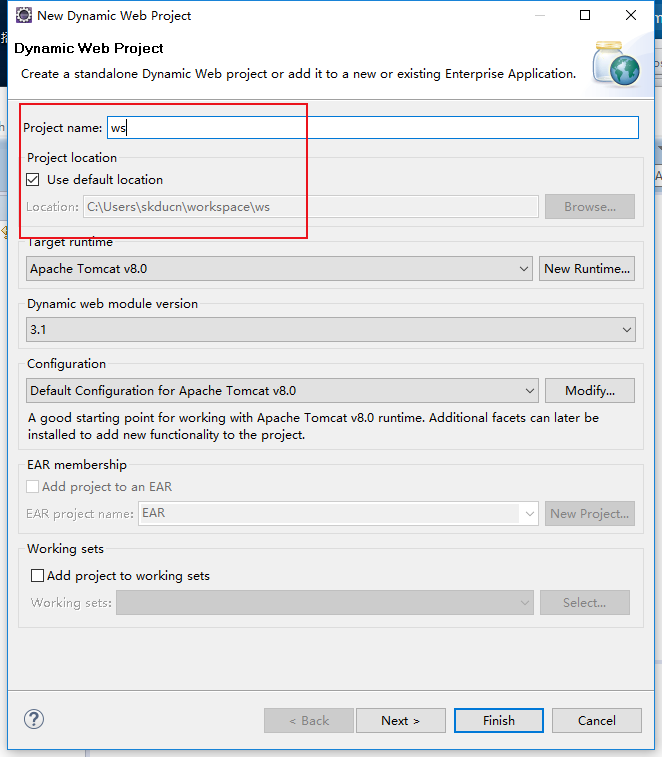 New Dynamic Web Project
Dynamic Web Project
Create a standalone Dynamic Web project or add it to a new or existing Enterprise Application.
Project name: ws
Project location
Use default location
Location: C:\Users\skducn\workspace\ws Browse...
Target runtime
Apache Tomcat v8.0 New Runtime...
Dynamic web module version
3.1
Configuration
Default Configuration for Apache Tomcat v8.0 Modify...
A good starting point for working with Apache Tomcat v8.0 runtime. Additional facets can later be
installed to add new functionality to the project.
EAR membership
Add project to an EAR
EAR project name: EAR New Project...
Working sets
Add project to working sets
Working sets: Select...
? < Back Next > Finish Cancel